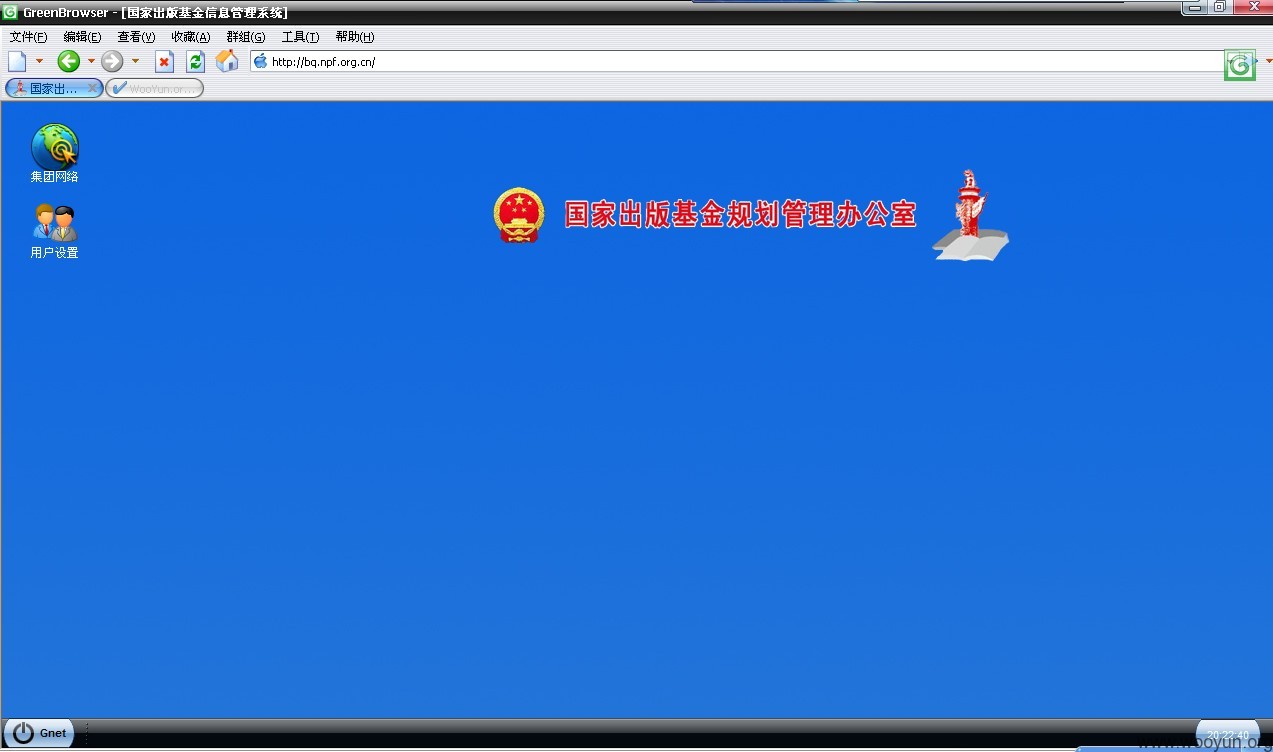 GreenBrowser - [国家出版基金信息管理系统]
文件(F) 编辑(E) 查看(V) 收藏(A) 群组(G) 工具(T) 帮助(H)
http://bq.npf.org.cn/
国家出... WooYun.or...
集团网络
国家出版基金规划管理办公室
用户设置
Gnet
20:22:40
www.wooyun.org